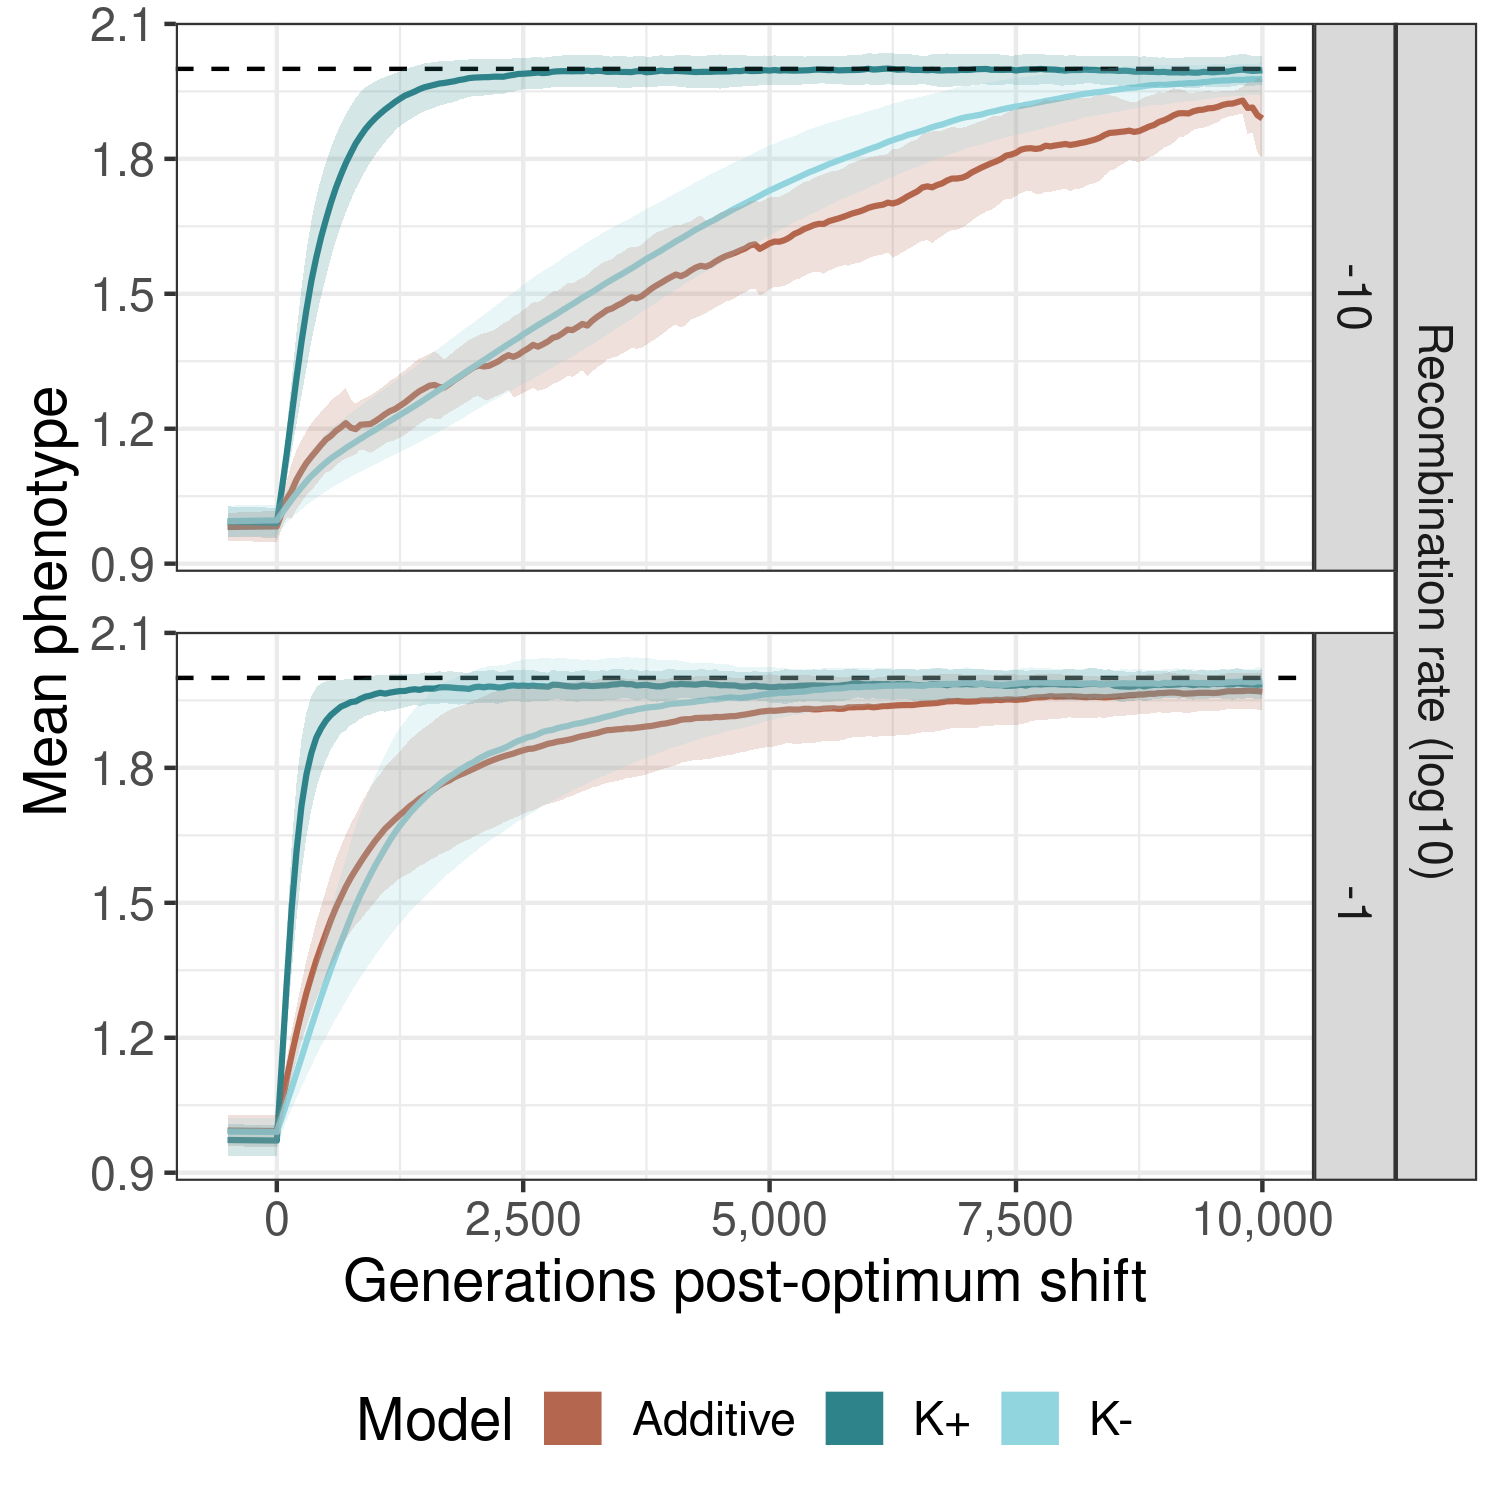 Mean phenotype
2.1
1.8
1.5
1.2
0.9
-10
2.1
1.8
1.5
1.2
0.9
-1
Recombination rate (log10)
0
2,500
5,000
7,500
10,000
Generations post-optimum shift
Model
Additive
K+
K-